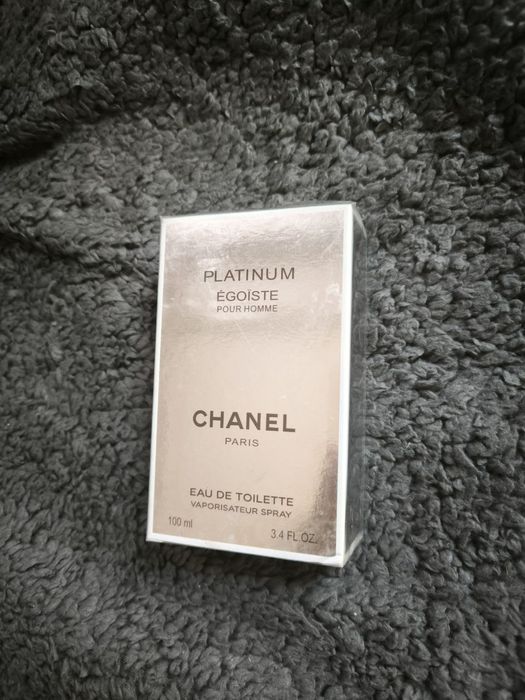 PLATINUM
ÉGOÏSTE
POUR HOMME
CHANEL
PARIS
EAU DE TOILETTE
VAPORISATEUR SPRAY
100 ml 3.4 FL.OZ.